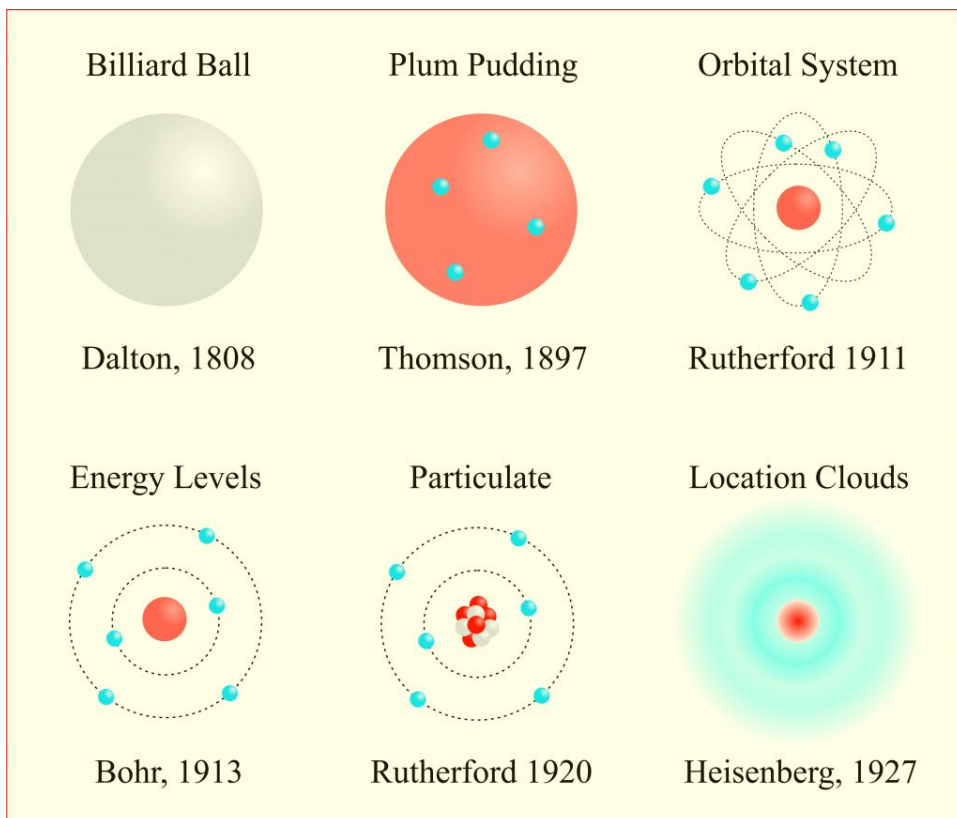 Billiard Ball
Plum Pudding
Orbital System
Dalton, 1808
Thomson, 1897
Rutherford 1911
Energy Levels
Particulate
Location Clouds
Bohr, 1913
Rutherford 1920
Heisenberg, 1927